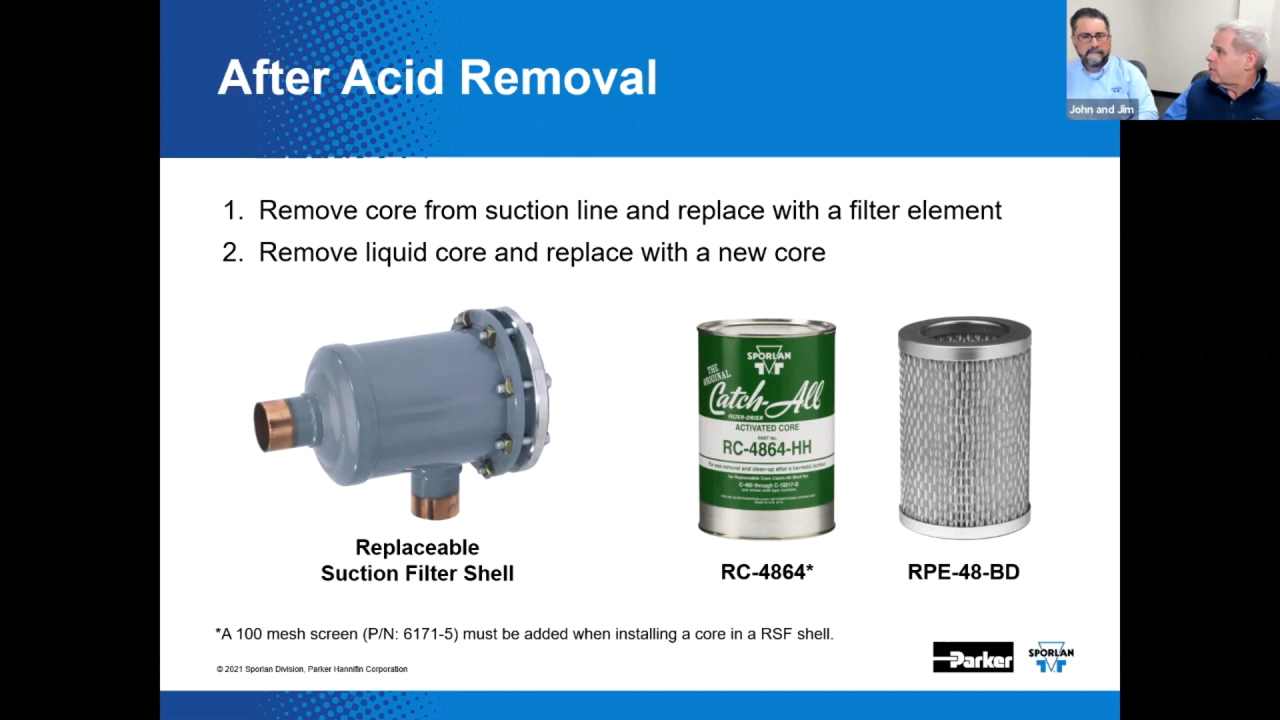 After Acid Removal
John and Jim
1. Remove core from suction line and replace with a filter element
2. Remove liquid core and replace with a new core
SPORLAN
THE ORIGINAL
Catch-All
FILTER-DRIER
ACTIVATED CORE
PART No.
RC-4864-HH
Replaceable
Suction Filter Shell
RC-4864*
RPE-48-BD
*A 100 mesh screen (P/N: 6171-5) must be added when installing a core in a RSF shell.
© 2021 Sporlan Division, Parker Hannifin Corporation
Parker
SPORLAN